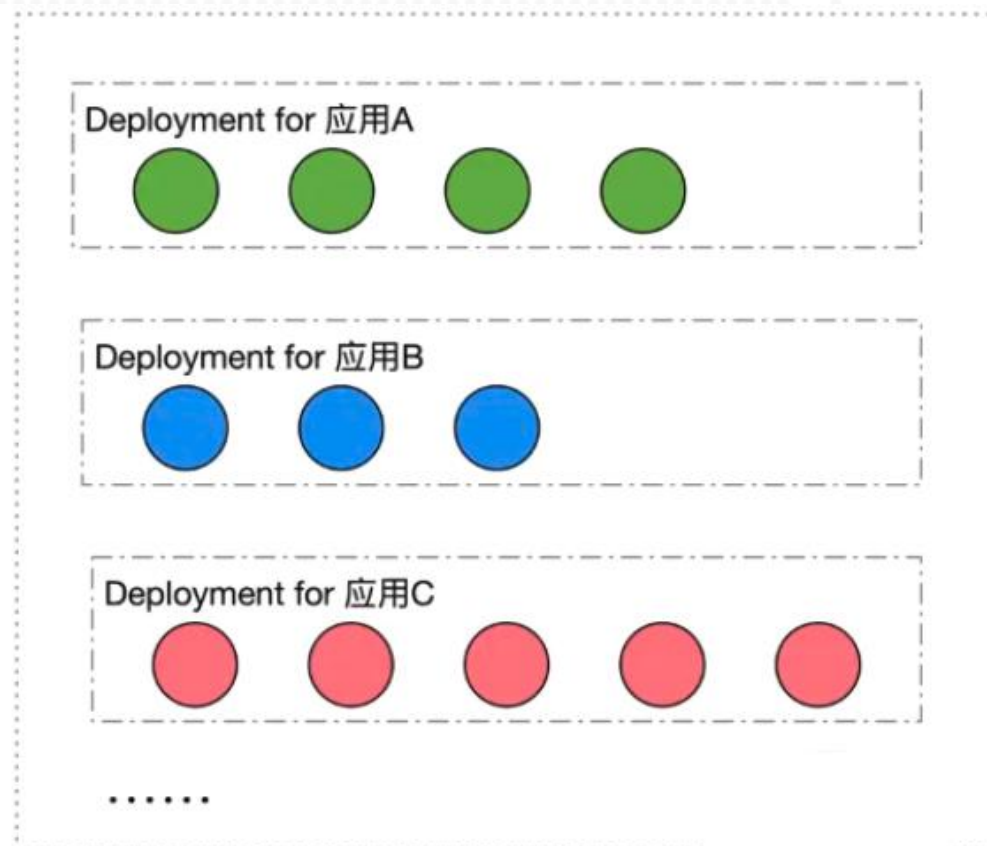 Deployment for 应用A
Deployment for 应用B
Deployment for 应用C
......